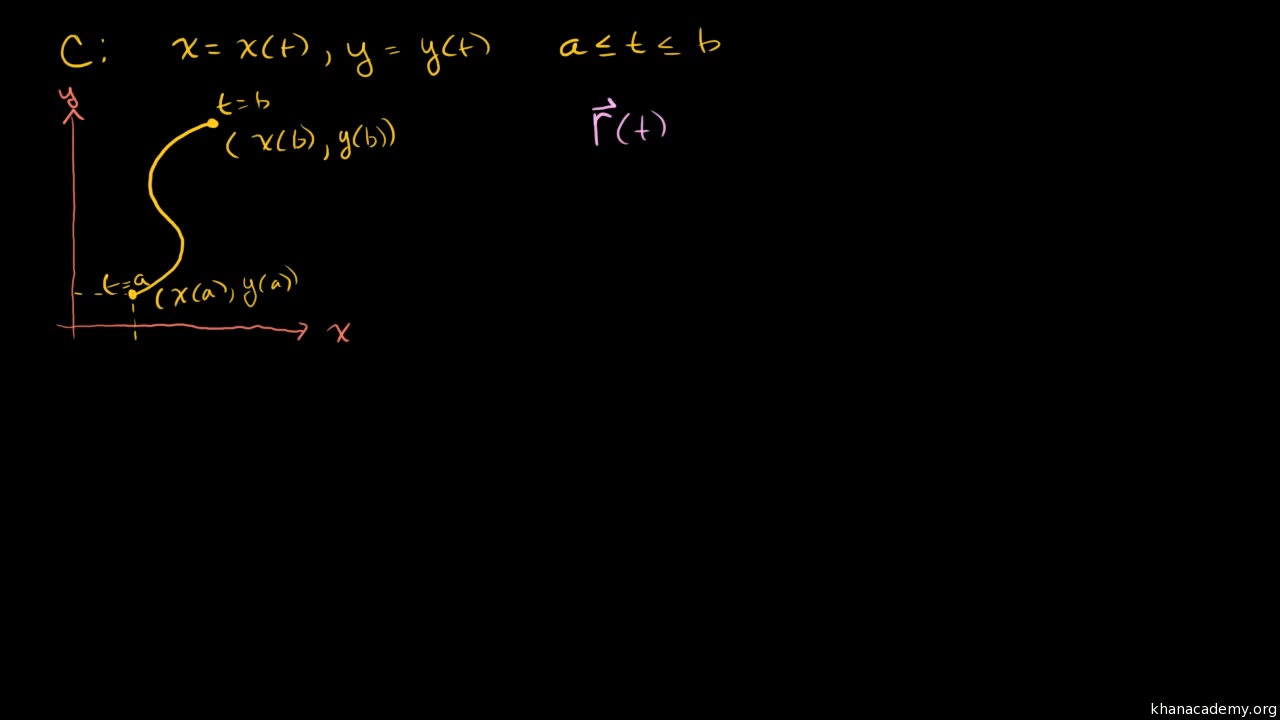 C: x = x(t), y = y(t) a ≤ t ≤ b
y
t = b
(x(b), y(b))
r⃗(t)
t = a
(x(a), y(a))
x
khanacademy.org